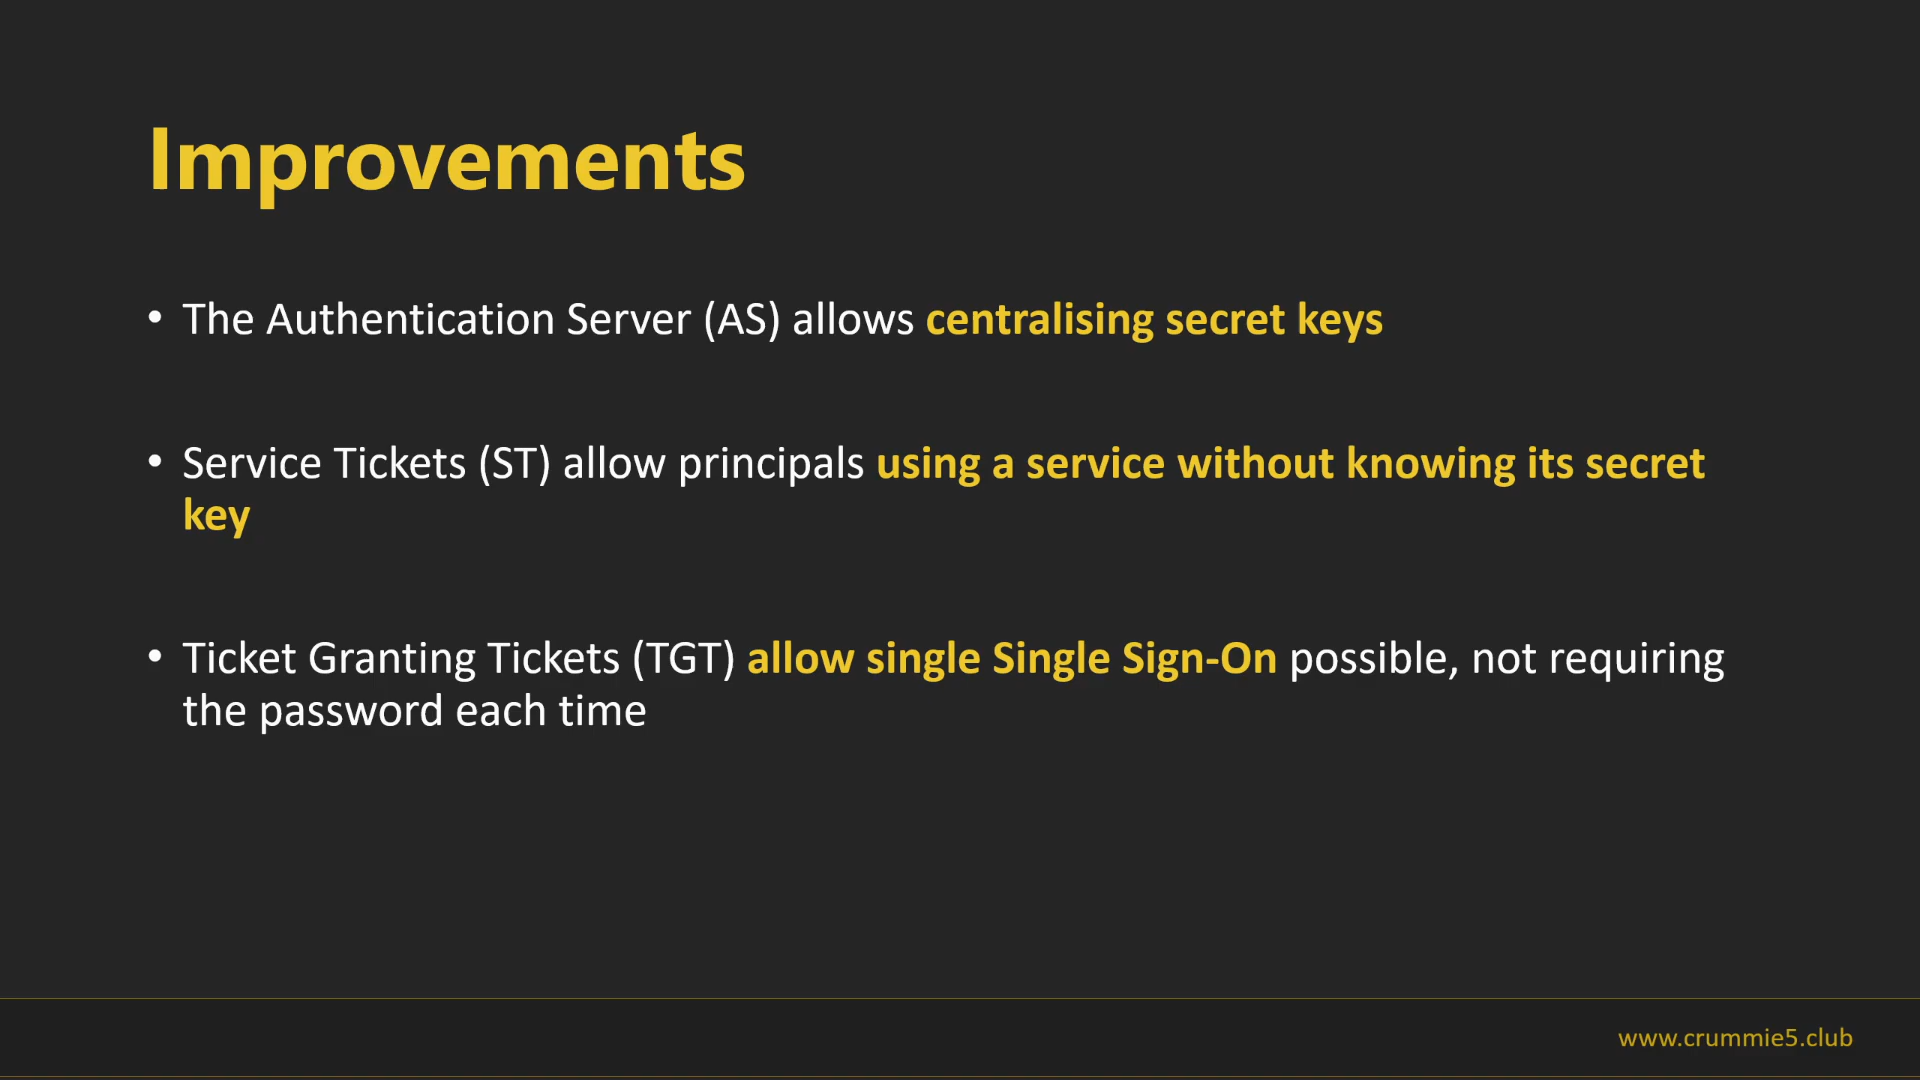 Improvements
• The Authentication Server (AS) allows centralising secret keys
• Service Tickets (ST) allow principals using a service without knowing its secret
key
• Ticket Granting Tickets (TGT) allow single Single Sign-On possible, not requiring
the password each time
www.crummie5.club